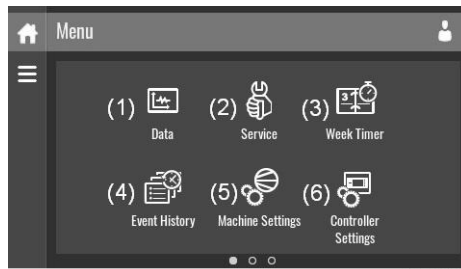 Menu
(1) (2) (3)
Data Service Week Timer
(4) (5) (6)
Event History Machine Settings Controller
Settings